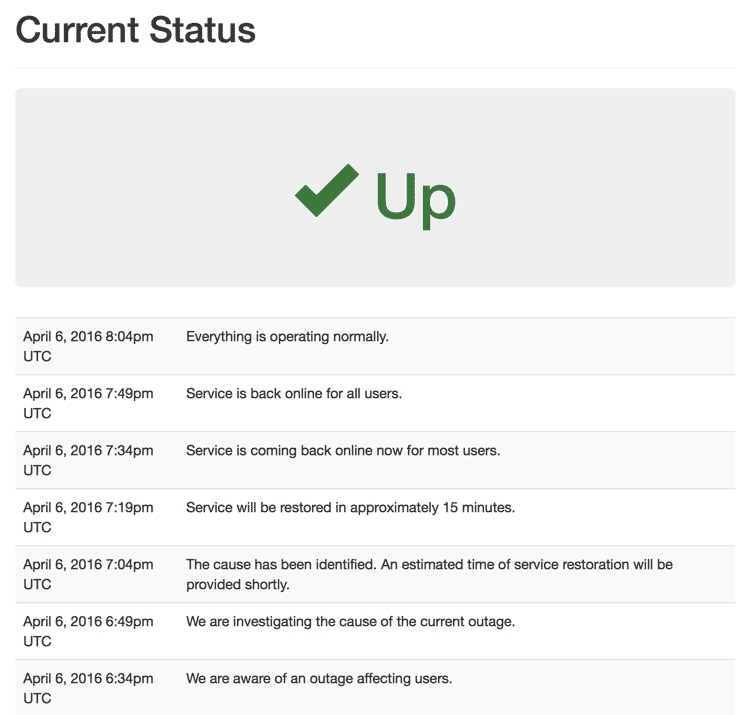 Current Status
Up
April 6, 2016 8:04pm UTC
Everything is operating normally.
April 6, 2016 7:49pm UTC
Service is back online for all users.
April 6, 2016 7:34pm UTC
Service is coming back online now for most users.
April 6, 2016 7:19pm UTC
Service will be restored in approximately 15 minutes.
April 6, 2016 7:04pm UTC
The cause has been identified. An estimated time of service restoration will be
provided shortly.
April 6, 2016 6:49pm UTC
We are investigating the cause of the current outage.
April 6, 2016 6:34pm UTC
We are aware of an outage affecting users.